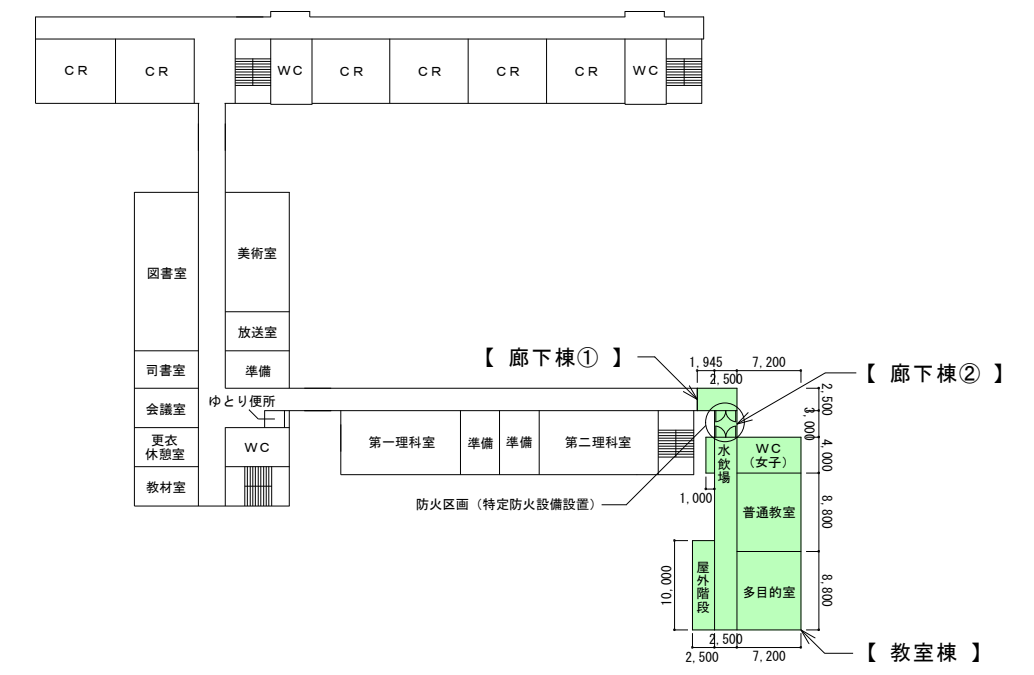 ＣＲ
ＣＲ
ＷＣ
ＣＲ
ＣＲ
ＣＲ
ＣＲ
ＷＣ
図書室
美術室
放送室
司書室
準備
会議室
ゆとり便所
更衣
休憩室
ＷＣ
教材室
第一理科室
準備
準備
第二理科室
【 廊下棟① 】
1,945
7,200
2,500
【 廊下棟② 】
2,500
3,000
4,000
水飲場
ＷＣ
(女子)
1,000
防火区画（特定防火設備設置）
普通教室
8,800
10,000
屋外階段
多目的室
8,800
2,500
2,500
7,200
【 教室棟 】